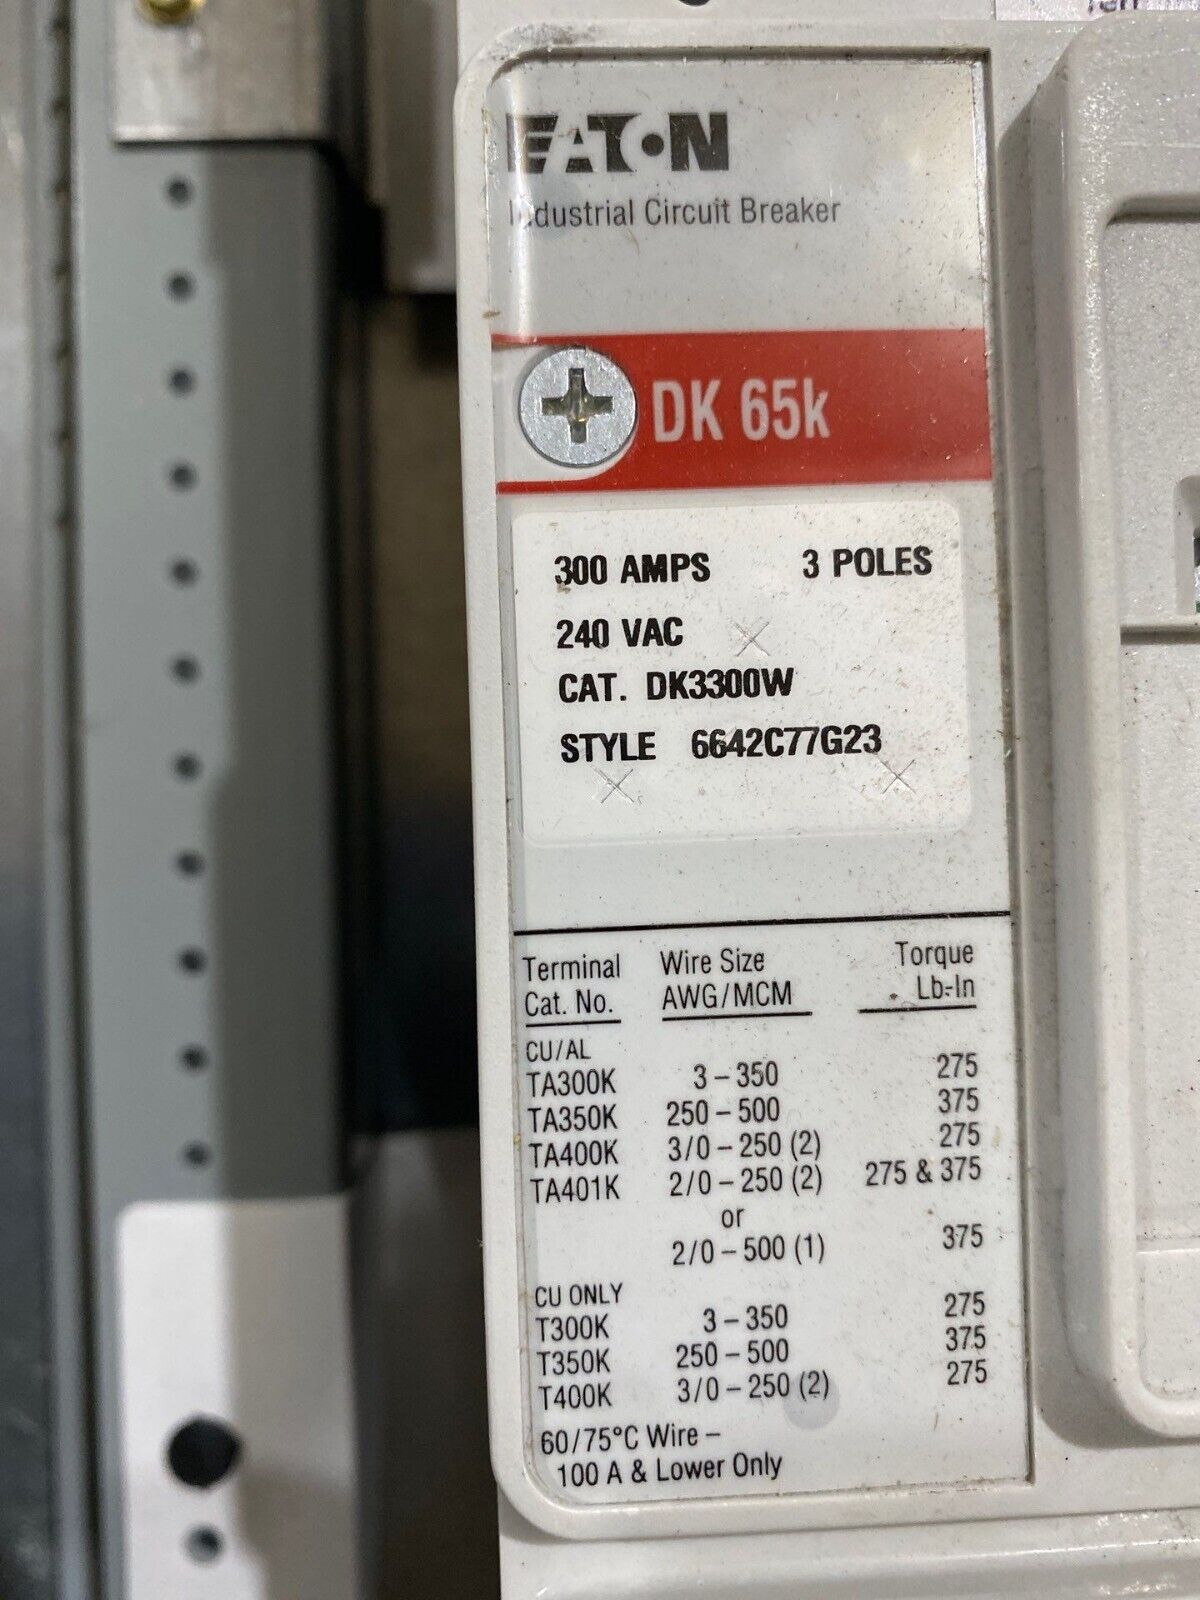 EATON
Industrial Circuit Breaker
DK 65k
300 AMPS 3 POLES
240 VAC
CAT. DK3300W
STYLE 6642C77G23
Terminal Wire Size Torque
Cat. No. AWG/MCM Lb-In
CU/AL
TA300K 3 – 350 275
TA350K 250 – 500 375
TA400K 3/0 – 250 (2) 275
TA401K 2/0 – 250 (2) 275 & 375
or
2/0 – 500 (1) 375
CU ONLY
T300K 3 – 350 275
T350K 250 – 500 375
T400K 3/0 – 250 (2) 275
60/75°C Wire –
100 A & Lower Only